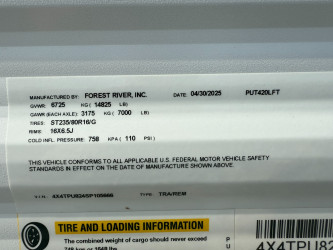 MANUFACTURED BY: FOREST RIVER, INC. DATE: 04/30/2025 PUT420LFT
GVWR: 6725 KG ( 14825 LB)
GAWR (EACH AXLE): 3175 KG ( 7000 LB)
TIRES: ST235/80R16/G
RIMS: 16X6.5J
COLD INFL. PRESSURE: 758 KPA ( 110 PSI)
THIS VEHICLE CONFORMS TO ALL APPLICABLE U.S. FEDERAL MOTOR VEHICLE SAFETY
STANDARDS IN EFFECT ON THE DATE OF MANUFACTURE SHOWN ABOVE.
TYPE: TRA/REM
TIRE AND LOADING INFORMATION
The combined weight of cargo should never exceed
4X4TPU